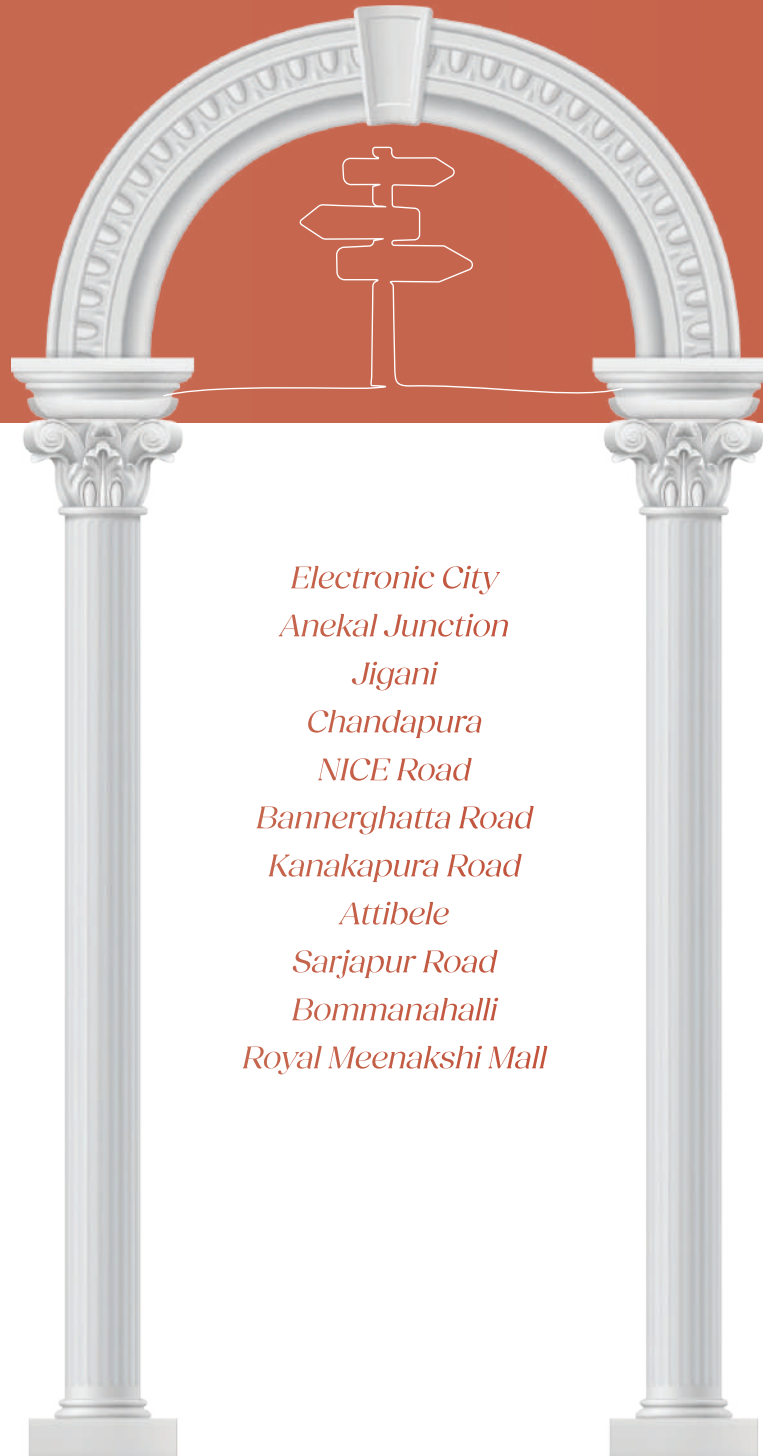 Electronic City
Anekal Junction
Jigani
Chandapura
NICE Road
Bannerghatta Road
Kanakapura Road
Attibele
Sarjapur Road
Bommanahalli
Royal Meenakshi Mall